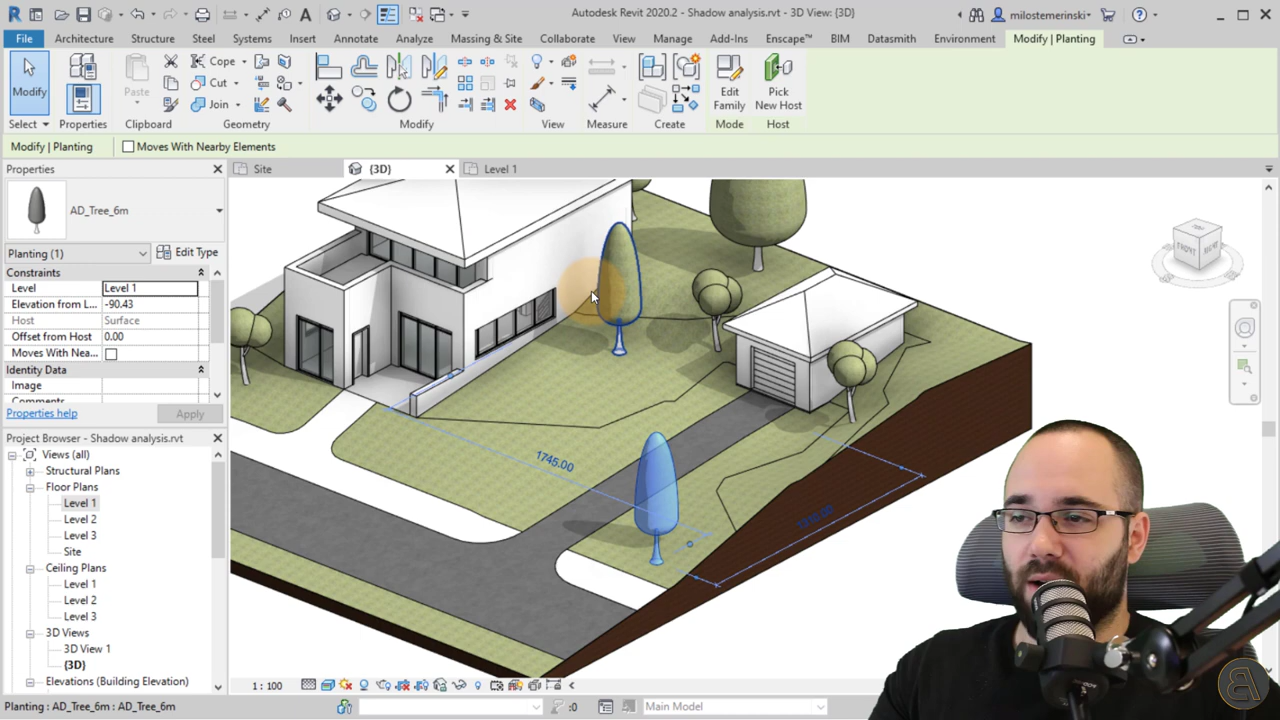 Autodesk Revit 2020.2 - Shadow analysis.rvt - 3D View: {3D}
milostemerinski
File Architecture Structure Steel Systems Insert Annotate Analyze Massing & Site Collaborate View Manage Add-Ins Enscape™ BIM Datasmith Environment Modify | Planting
Cope
Cut
Join
Modify
Paste
Edit
Family
Pick
New Host
Select Properties Clipboard Geometry Modify View Measure Create Mode Host
Modify | Planting Moves With Nearby Elements
Properties
Site {3D} Level 1
AD_Tree_6m
Planting (1) Edit Type
Constraints
Level Level 1
Elevation from L... -90.43
Host Surface
Offset from Host 0.00
Moves With Nea...
Identity Data
Image
Comments
Properties help Apply
Project Browser - Shadow analysis.rvt
Views (all)
Structural Plans
Floor Plans
Level 1
Level 2
Level 3
Site
Ceiling Plans
Level 1
Level 2
Level 3
3D Views
3D View 1
{3D}
Elevations (Building Elevation)
FRONT
1745.00
1 : 100
Planting : AD_Tree_6m : AD_Tree_6m
:0
Main Model